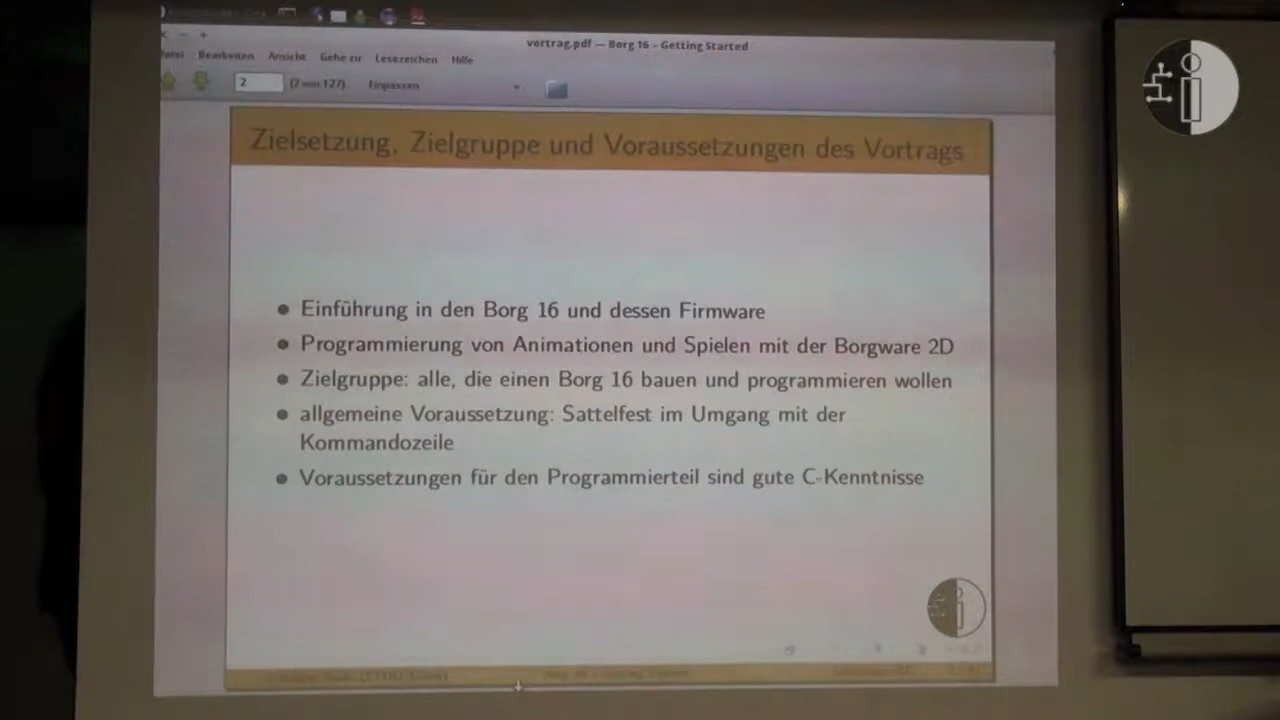 vortrag.pdf — Borg 16 – Getting Started
Bearbeiten Ansicht Gehe zu Lesezeichen Hilfe
2 (2 von 127) Einpassen
Zielsetzung, Zielgruppe und Voraussetzungen des Vortrags
Einführung in den Borg 16 und dessen Firmware
Programmierung von Animationen und Spielen mit der Borgware 2D
Zielgruppe: alle, die einen Borg 16 bauen und programmieren wollen
allgemeine Voraussetzung: Sattelfest im Umgang mit der
Kommandozeile
Voraussetzungen für den Programmierteil sind gute C-Kenntnisse